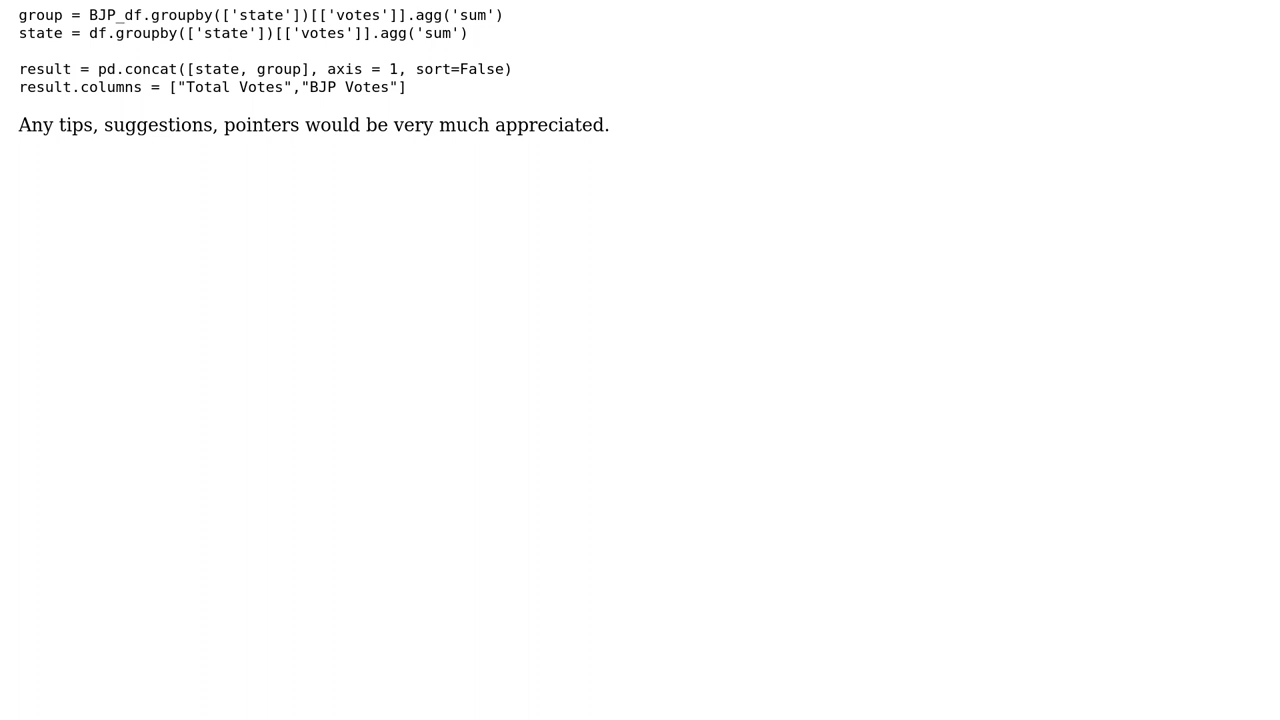 group = BJP_df.groupby(['state'])[['votes']].agg('sum')
state = df.groupby(['state'])[['votes']].agg('sum')
result = pd.concat([state, group], axis = 1, sort=False)
result.columns = ["Total Votes","BJP Votes"]
Any tips, suggestions, pointers would be very much appreciated.